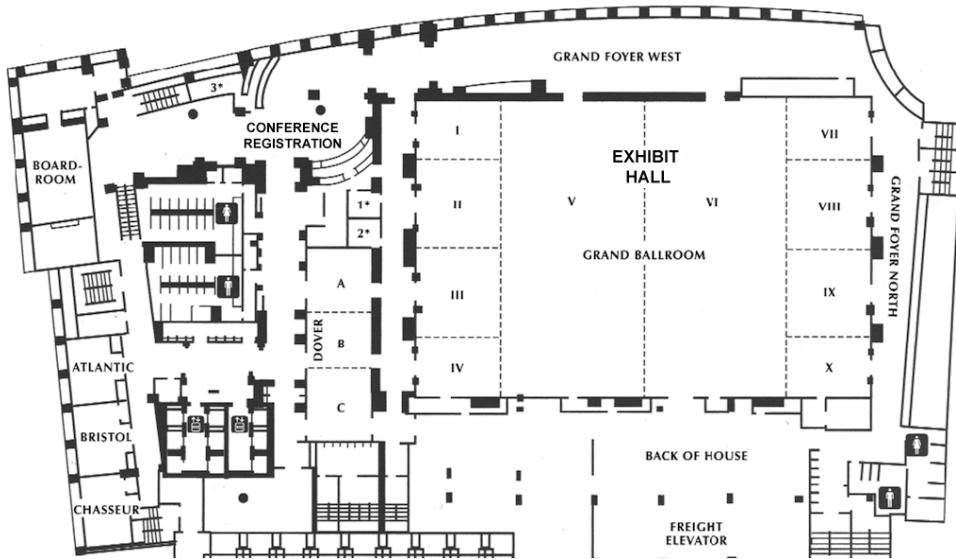 GRAND FOYER WEST
3*
CONFERENCE
REGISTRATION
I
VII
EXHIBIT
HALL
BOARD-
ROOM
1*
II
V
VI
VIII
2*
GRAND BALLROOM
GRAND FOYER NORTH
A
III
IX
DOVER
B
ATLANTIC
IV
X
C
BRISTOL
BACK OF HOUSE
CHASSEUR
FREIGHT
ELEVATOR